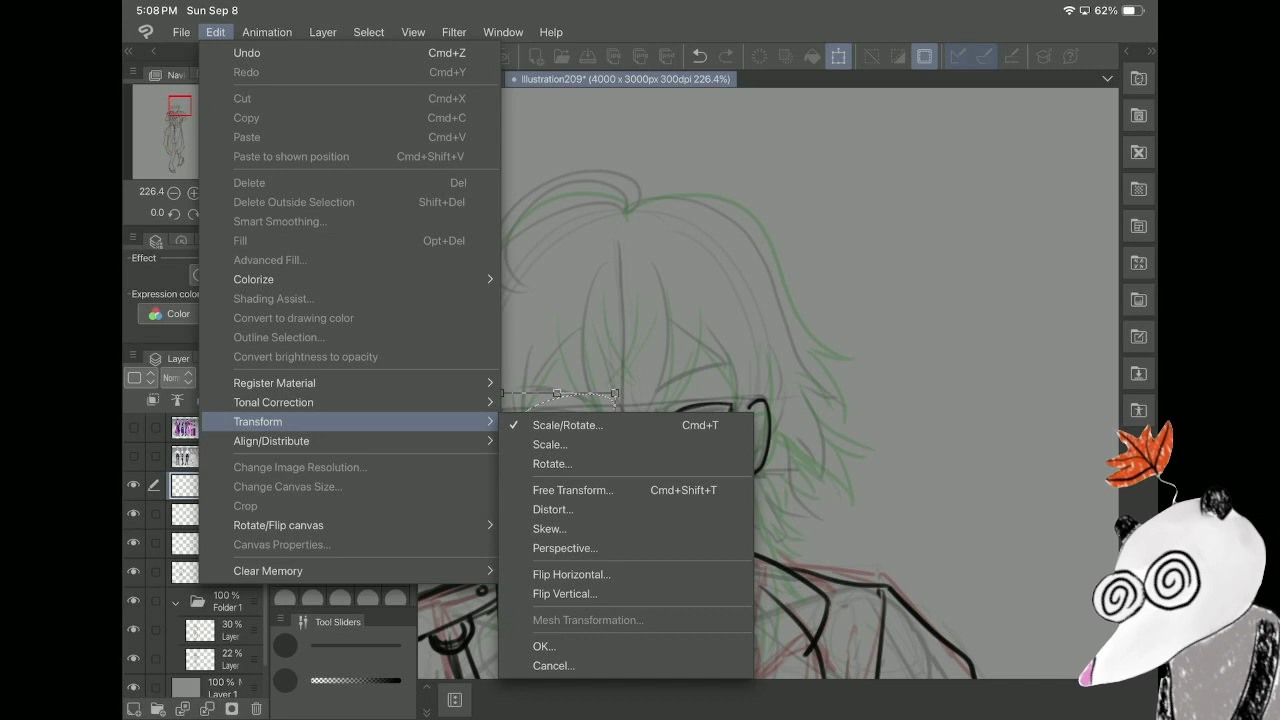 5:08 PM Sun Sep 8
62%
File Edit Animation Layer Select View Filter Window Help
Undo Cmd+Z
Redo Cmd+Y
Cut Cmd+X
Copy Cmd+C
Paste Cmd+V
Paste to shown position Cmd+Shift+V
Delete Del
Delete Outside Selection Shift+Del
Smart Smoothing...
Fill Opt+Del
Advanced Fill...
Colorize
Shading Assist...
Convert to drawing color
Outline Selection...
Convert brightness to opacity
Register Material
Tonal Correction
Transform
Align/Distribute
Change Image Resolution...
Change Canvas Size...
Crop
Rotate/Flip canvas
Canvas Properties...
Clear Memory
Scale/Rotate... Cmd+T
Scale...
Rotate...
Free Transform... Cmd+Shift+T
Distort...
Skew...
Perspective...
Flip Horizontal...
Flip Vertical...
Mesh Transformation...
OK...
Cancel...
Illustration209* (4000 x 3000px 300dpi 226.4%)
Navi
226.4
0.0
Effect
Expression colo
Color
Layer
Norm
100 %
Folder 1
30 %
Layer
22 %
Layer
100 %
Layer 1
Tool Sliders